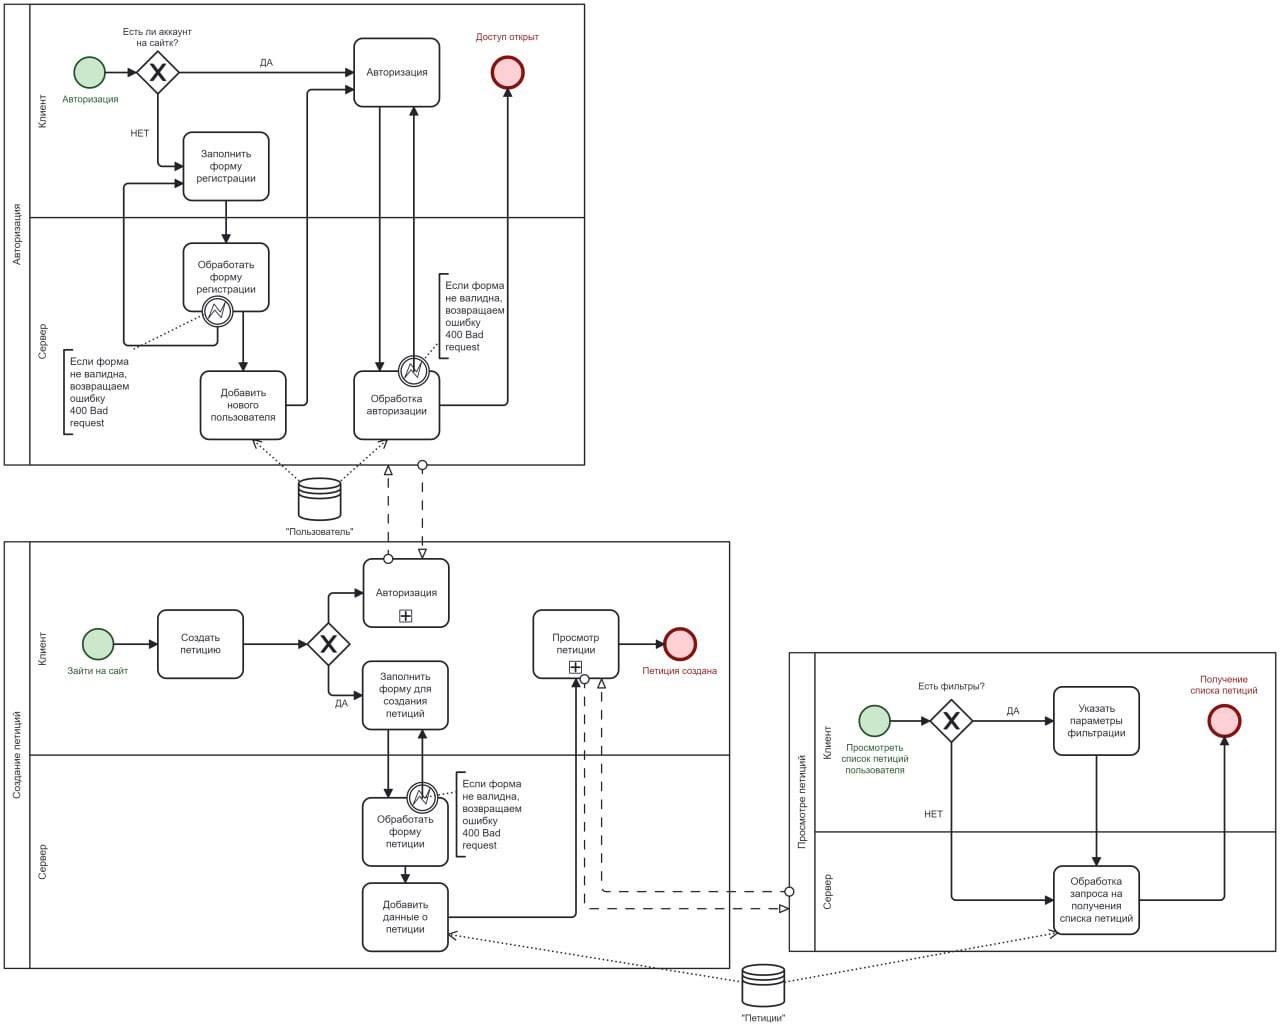 Есть ли аккаунт
на сайтк?
Доступ открыт
ДА
Авторизация
Авторизация
Клиент
НЕТ
Заполнить
форму
регистрации
Авторизация
Обработать
форму
регистрации
Если форма
не валидна,
возвращаем
ошибку
400 Bad
request
Сервер
Если форма
не валидна,
возвращаем
ошибку
400 Bad
request
Добавить
нового
пользователя
Обработка
авторизации
"Пользователь"
Авторизация
Клиент
Создать
петицию
Просмотр
петиции
Зайти на сайт
Петиция создана
Заполнить
форму для
создания
петиций
ДА
Создание петиций
Если форма
не валидна,
возвращаем
ошибку
400 Bad
request
Обработать
форму
петиции
Сервер
Добавить
данные о
петиции
Есть фильтры?
Получение
списка петиций
ДА
Указать
параметры
фильтрации
Клиент
Просмотреть
список петиций
пользователя
Просмотре петиций
НЕТ
Сервер
Обработка
запроса на
получения
списка петиций
"Петиции"